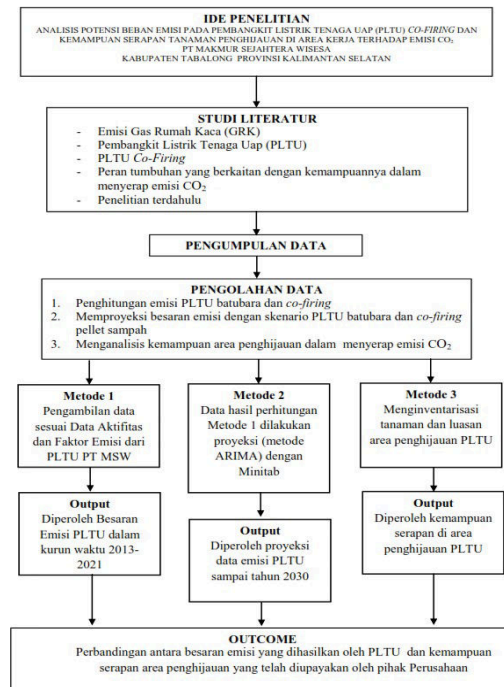 IDE PENELITIAN
ANALISIS POTENSI BEBAN EMISI PADA PEMBANGKIT LISTRIK TENAGA UAP (PLTU) CO-FIRING DAN
KEMAMPUAN SERAPAN TANAMAN PENGHIJAUAN DI AREA KERJA TERHADAP EMISI CO₂
PT MAKMUR SEJAHTERA WISESA
KABUPATEN TABALONG PROVINSI KALIMANTAN SELATAN
STUDI LITERATUR
- Emisi Gas Rumah Kaca (GRK)
- Pembangkit Listrik Tenaga Uap (PLTU)
- PLTU Co-Firing
- Peran tumbuhan yang berkaitan dengan kemampuannya dalam
menyerap emisi CO₂
- Penelitian terdahulu
PENGUMPULAN DATA
PENGOLAHAN DATA
1. Penghitungan emisi PLTU batubara dan co-firing
2. Memproyeksi besaran emisi dengan skenario PLTU batubara dan co-firing
pellet sampah
3. Menganalisis kemampuan area penghijauan dalam menyerap emisi CO₂
Metode 1
Pengambilan data
sesuai Data Aktifitas
dan Faktor Emisi dari
PLTU PT MSW
Metode 2
Data hasil perhitungan
Metode 1 dilakukan
proyeksi (metode
ARIMA) dengan
Minitab
Metode 3
Menginventarisasi
tanaman dan luasan
area penghijauan PLTU
Output
Diperoleh Besaran
Emisi PLTU dalam
kurun waktu 2013-
2021
Output
Diperoleh proyeksi
data emisi PLTU
sampai tahun 2030
Output
Diperoleh kemampuan
serapan di area
penghijauan PLTU
OUTCOME
Perbandingan antara besaran emisi yang dihasilkan oleh PLTU dan kemampuan
serapan area penghijauan yang telah diupayakan oleh pihak Perusahaan